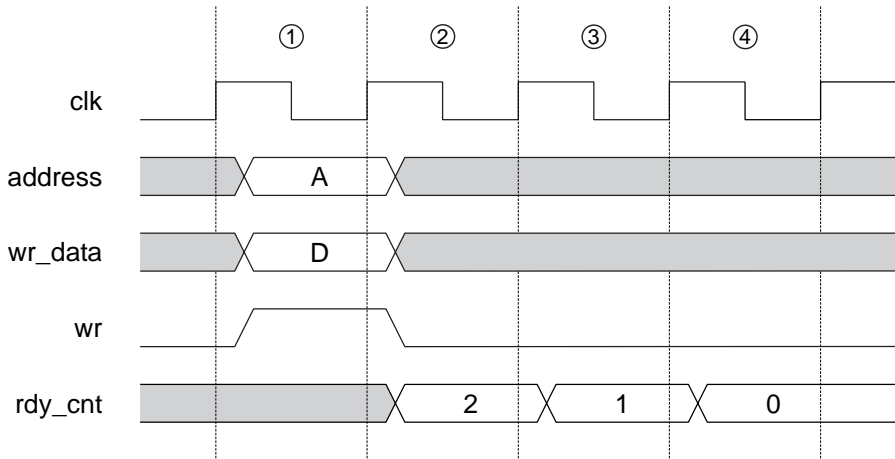 ① ② ③ ④
clk
address A
wr_data D
wr
rdy_cnt 2 1 0